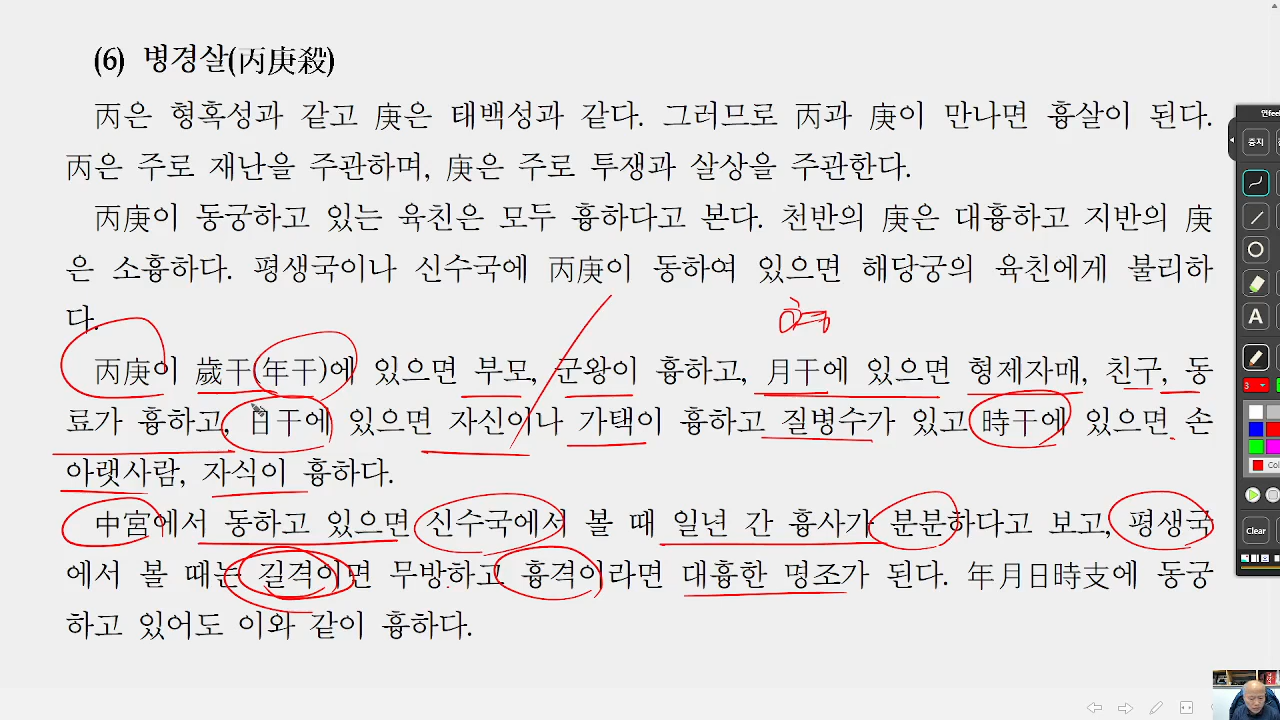 (6) 병경살(丙庚殺)
丙은 형혹성과 같고 庚은 태백성과 같다. 그러므로 丙과 庚이 만나면 흉살이 된다.
丙은 주로 재난을 주관하며, 庚은 주로 투쟁과 살상을 주관한다.
丙庚이 동궁하고 있는 육친은 모두 흉하다고 본다. 천반의 庚은 대흉하고 지반의 庚
은 소흉하다. 평생국이나 신수국에 丙庚이 동하여 있으면 해당궁의 육친에게 불리하
다.
丙庚이 歲干(年干)에 있으면 부모, 군왕이 흉하고, 月干에 있으면 형제자매, 친구, 동
료가 흉하고, 日干에 있으면 자신이나 가택이 흉하고 질병수가 있고 時干에 있으면 손
아랫사람, 자식이 흉하다.
中宮에서 동하고 있으면 신수국에서 볼 때 일년 간 흉사가 분분하다고 보고, 평생국
에서 볼 때는 길격이면 무방하고 흉격이라면 대흉한 명조가 된다. 年月日時支에 동궁
하고 있어도 이와 같이 흉하다.
중지
A
3
Clear